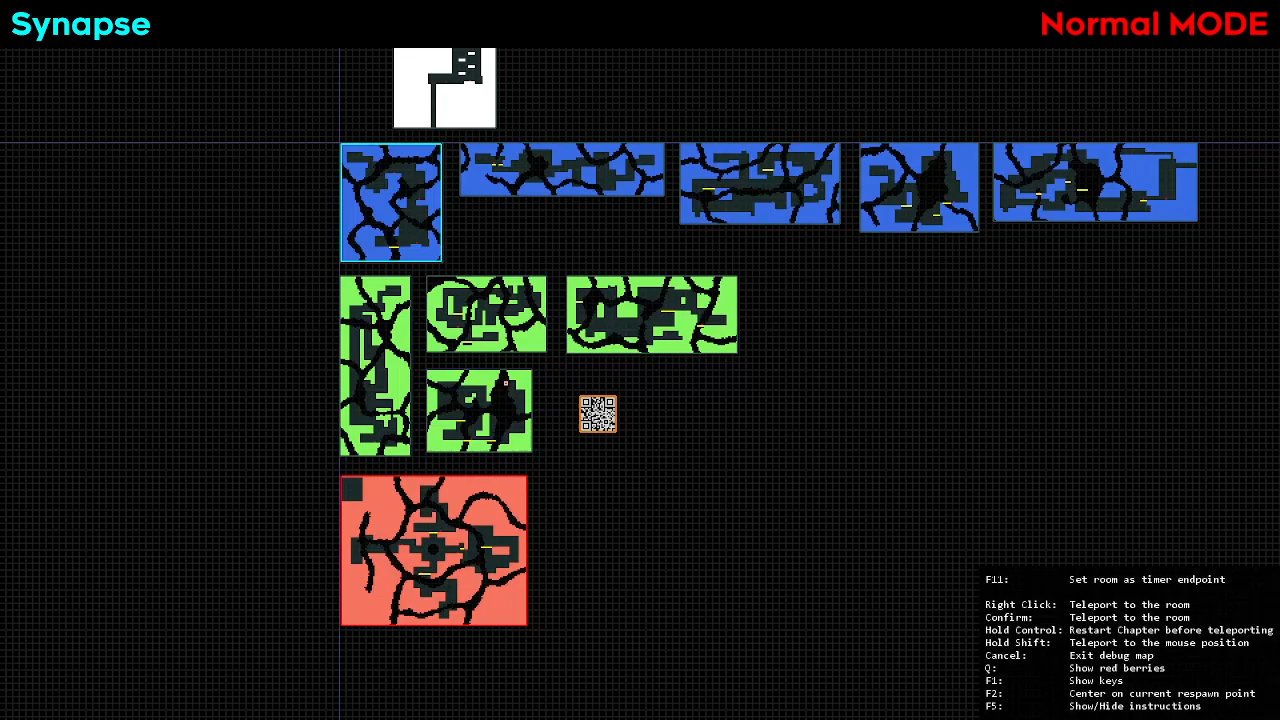 Synapse
Normal MODE
F11: Set room as timer endpoint
Right Click: Teleport to the room
Confirm: Teleport to the room
Hold Control: Restart Chapter before teleporting
Hold Shift: Teleport to the mouse position
Cancel: Exit debug map
Q: Show red berries
F1: Show keys
F2: Center on current respawn point
F5: Show/Hide instructions